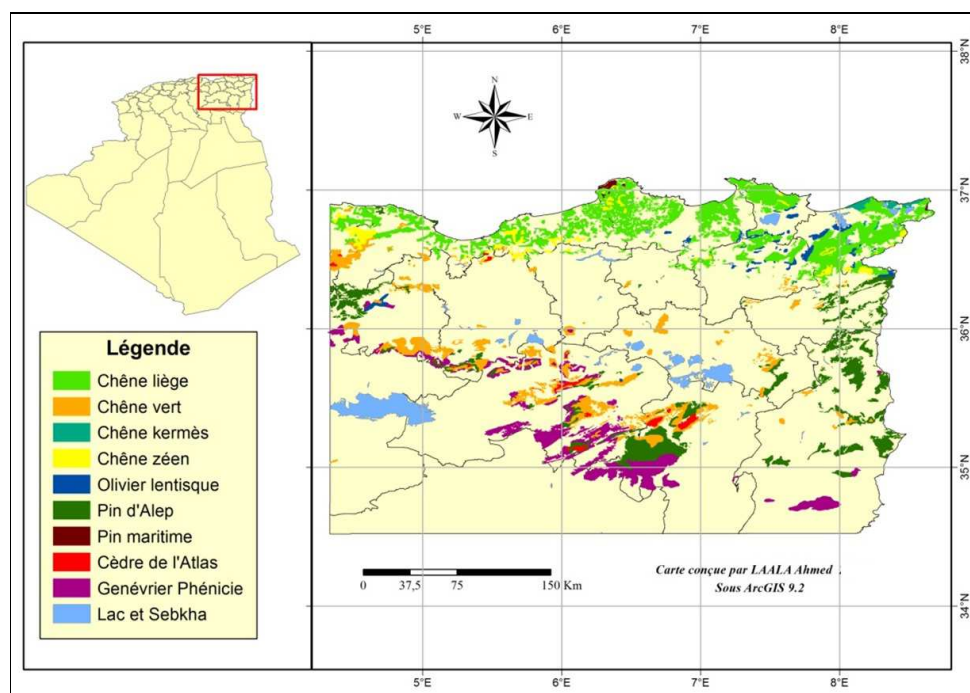 5°E 6°E 7°E 8°E
38°N
N
W E
S
37°N
36°N
35°N
34°N
Légende
Chêne liège
Chêne vert
Chêne kermès
Chêne zéen
Olivier lentisque
Pin d'Alep
Pin maritime
Cèdre de l'Atlas
Genévrier Phénicie
Lac et Sebkha
0 37,5 75 150 Km
Carte conçue par LAALA Ahmed .
Sous ArcGIS 9.2
5°E 6°E 7°E 8°E